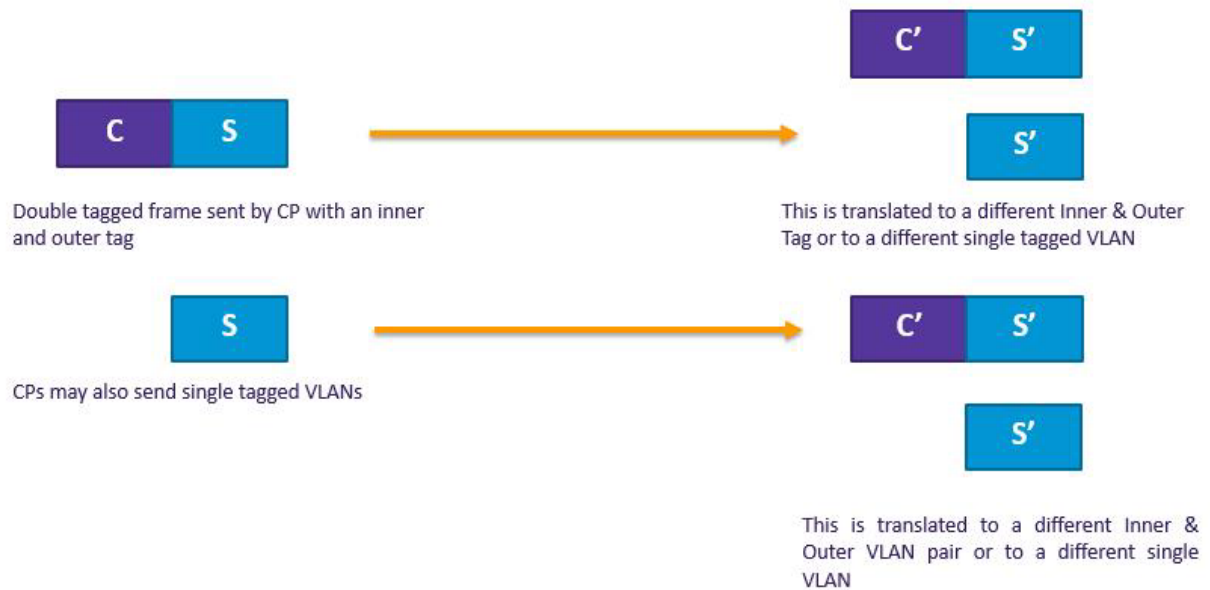 C’ S’
C S
S’
Double tagged frame sent by CP with an inner
and outer tag
This is translated to a different Inner & Outer
Tag or to a different single tagged VLAN
S
C’ S’
CPs may also send single tagged VLANs
S’
This is translated to a different Inner &
Outer VLAN pair or to a different single
VLAN